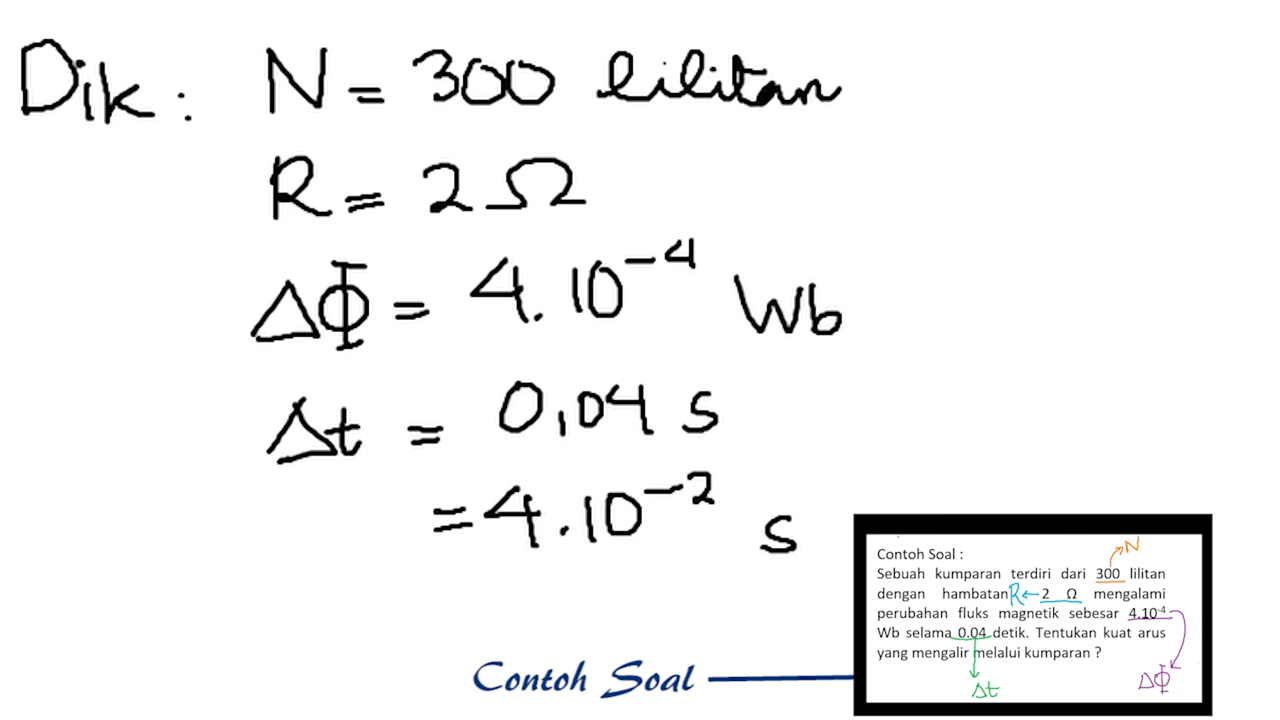 Dik : N = 300 lilitan
R = 2 Ω
ΔΦ = 4.10⁻⁴ Wb
Δt = 0,04 s
= 4.10⁻² s
Contoh Soal
Contoh Soal :
N
Sebuah kumparan terdiri dari 300 lilitan
dengan hambatan R ← 2 Ω mengalami
perubahan fluks magnetik sebesar 4.10⁻⁴
Wb selama 0.04 detik. Tentukan kuat arus
yang mengalir melalui kumparan ?
Δt ΔΦ